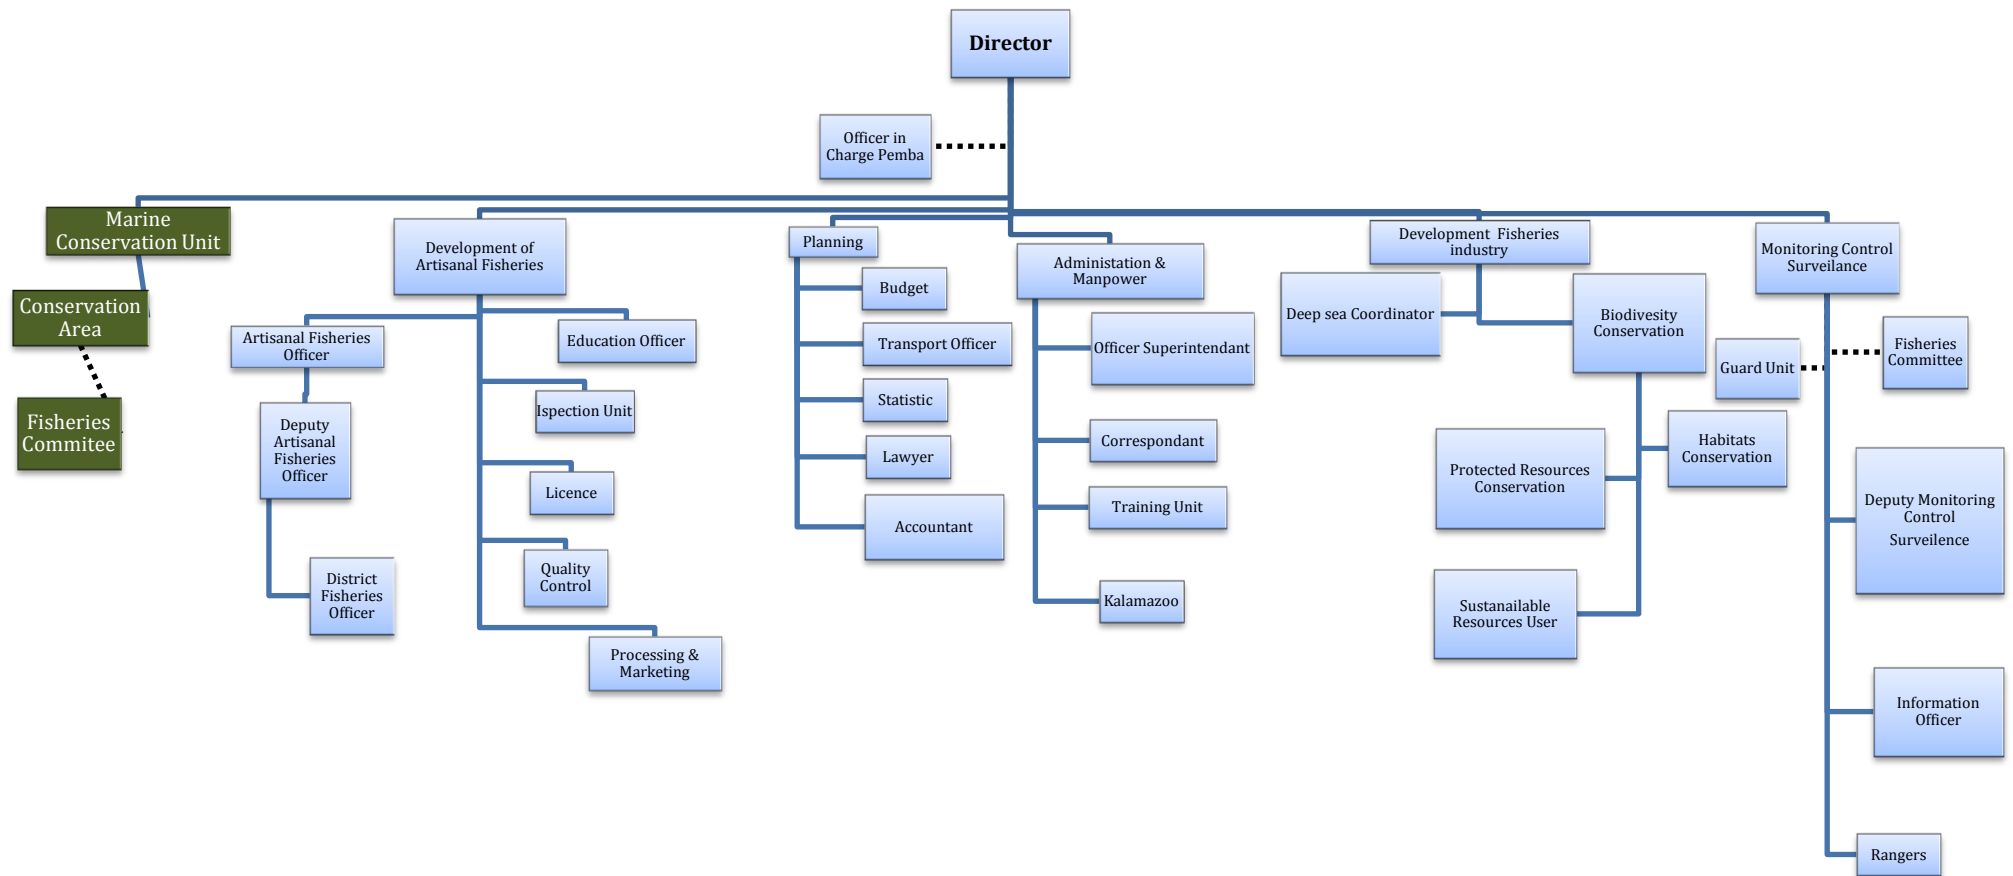 Director
Officer in
Charge Pemba
Marine
Conservation Unit
Conservation
Area
Fisheries
Commitee
Development of
Artisanal Fisheries
Artisanal Fisheries
Officer
Deputy
Artisanal
Fisheries
Officer
District
Fisheries
Officer
Education Officer
Ispection Unit
Licence
Quality
Control
Processing &
Marketing
Planning
Budget
Transport Officer
Statistic
Lawyer
Accountant
Administation &
Manpower
Officer Superintendant
Correspondant
Training Unit
Kalamazoo
Development  Fisheries
industry
Deep sea Coordinator
Biodivesity
Conservation
Habitats
Conservation
Protected Resources
Conservation
Sustanailable
Resources User
Monitoring Control
Surveilance
Guard Unit
Fisheries
Committee
Deputy Monitoring
Control
Surveilence
Information
Officer
Rangers